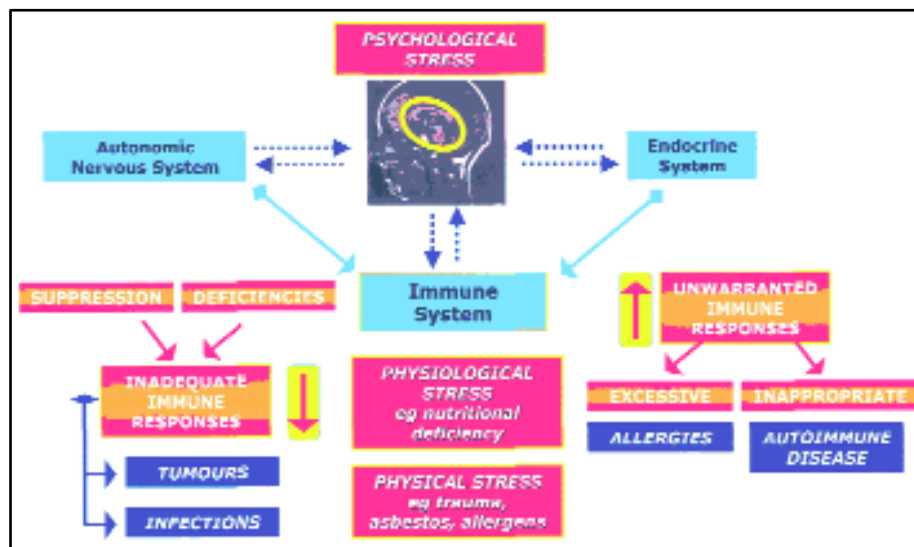 PSYCHOLOGICAL
STRESS
Autonomic
Nervous System
Endocrine
System
Immune
System
SUPPRESSION
DEFICIENCIES
UNWARRANTED
IMMUNE
RESPONSES
INADEQUATE
IMMUNE
RESPONSES
PHYSIOLOGICAL
STRESS
eg nutritional
deficiency
EXCESSIVE
INAPPROPRIATE
ALLERGIES
AUTOIMMUNE
DISEASE
TUMOURS
PHYSICAL STRESS
eg trauma,
asbestos, allergens
INFECTIONS